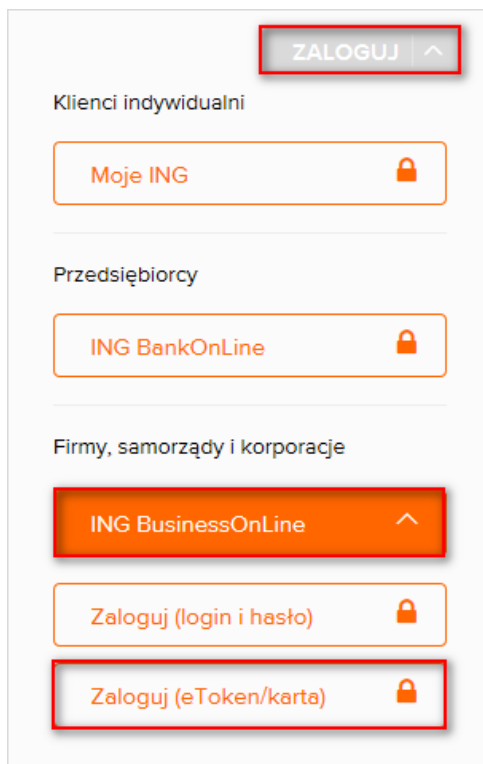 ZALOGUJ
Klienci indywidualni
Moje ING
Przedsiębiorcy
ING BankOnLine
Firmy, samorządy i korporacje
ING BusinessOnLine
Zaloguj (login i hasło)
Zaloguj (eToken/karta)